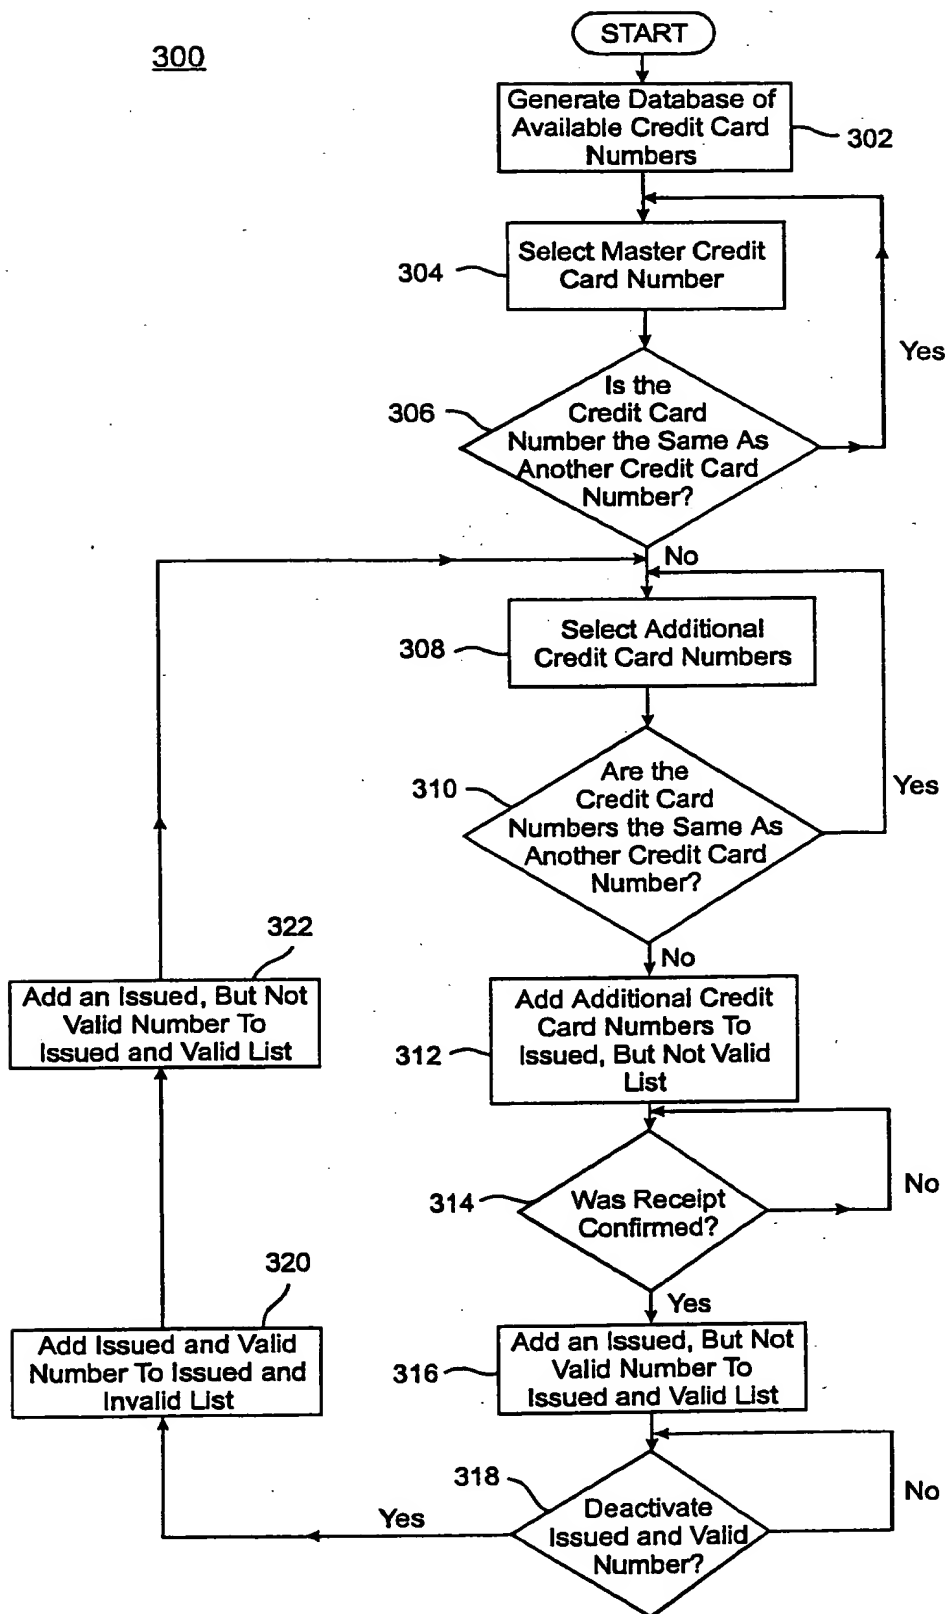 START
300
Generate Database of
Available Credit Card
Numbers
302
Select Master Credit
Card Number
304
Yes
Is the
Credit Card
Number the Same As
Another Credit Card
Number?
306
No
Select Additional
Credit Card Numbers
308
Are the
Credit Card
Numbers the Same As
Another Credit Card
Number?
310
Yes
No
Add Additional Credit
Card Numbers To
Issued, But Not Valid
List
312
Was Receipt
Confirmed?
314
No
Yes
Add an Issued, But Not
Valid Number To
Issued and Valid List
316
Deactivate
Issued and Valid
Number?
318
No
Yes
320
Add Issued and Valid
Number To Issued and
Invalid List
322
Add an Issued, But Not
Valid Number To
Issued and Valid List